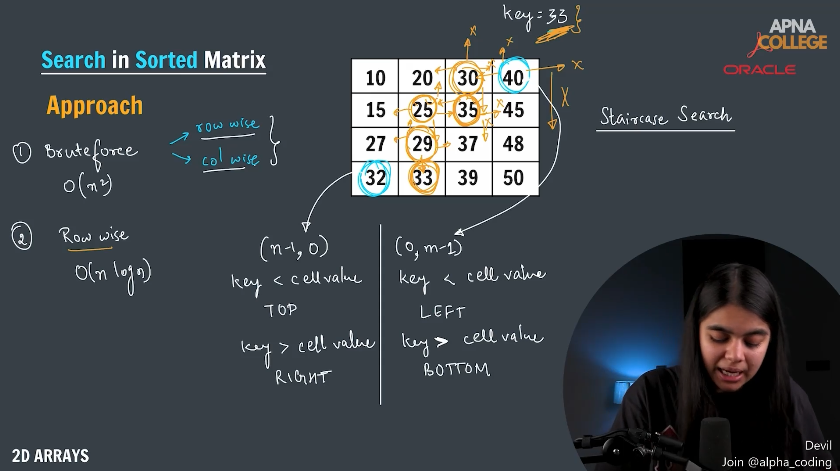 key = 33
APNA
COLLEGE
ORACLE
Search in Sorted Matrix
Approach
① Bruteforce
row wise
col wise
O(n²)
② Row wise
O(n logn)
10 20 30 40
15 25 35 45
27 29 37 48
32 33 39 50
Staircase Search
(n-1, 0)
key < cell value
TOP
key > cell value
RIGHT
(0, m-1)
key < cell value
LEFT
key > cell value
BOTTOM
2D ARRAYS
Devil
Join @alpha_coding